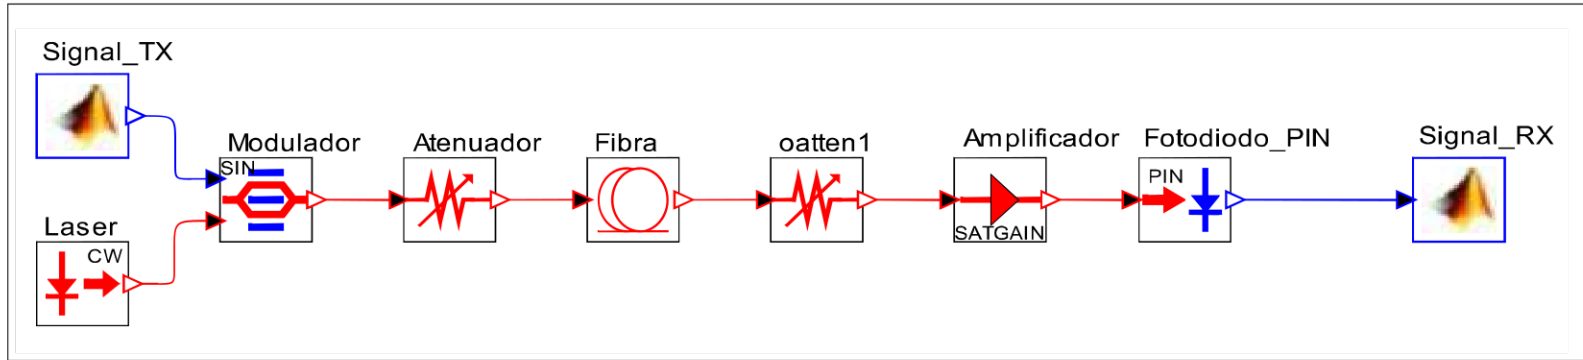 Signal_TX
Laser
CW
Modulador
SIN
Atenuador
Fibra
oatten1
Amplificador
SATGAIN
Fotodiodo_PIN
PIN
Signal_RX